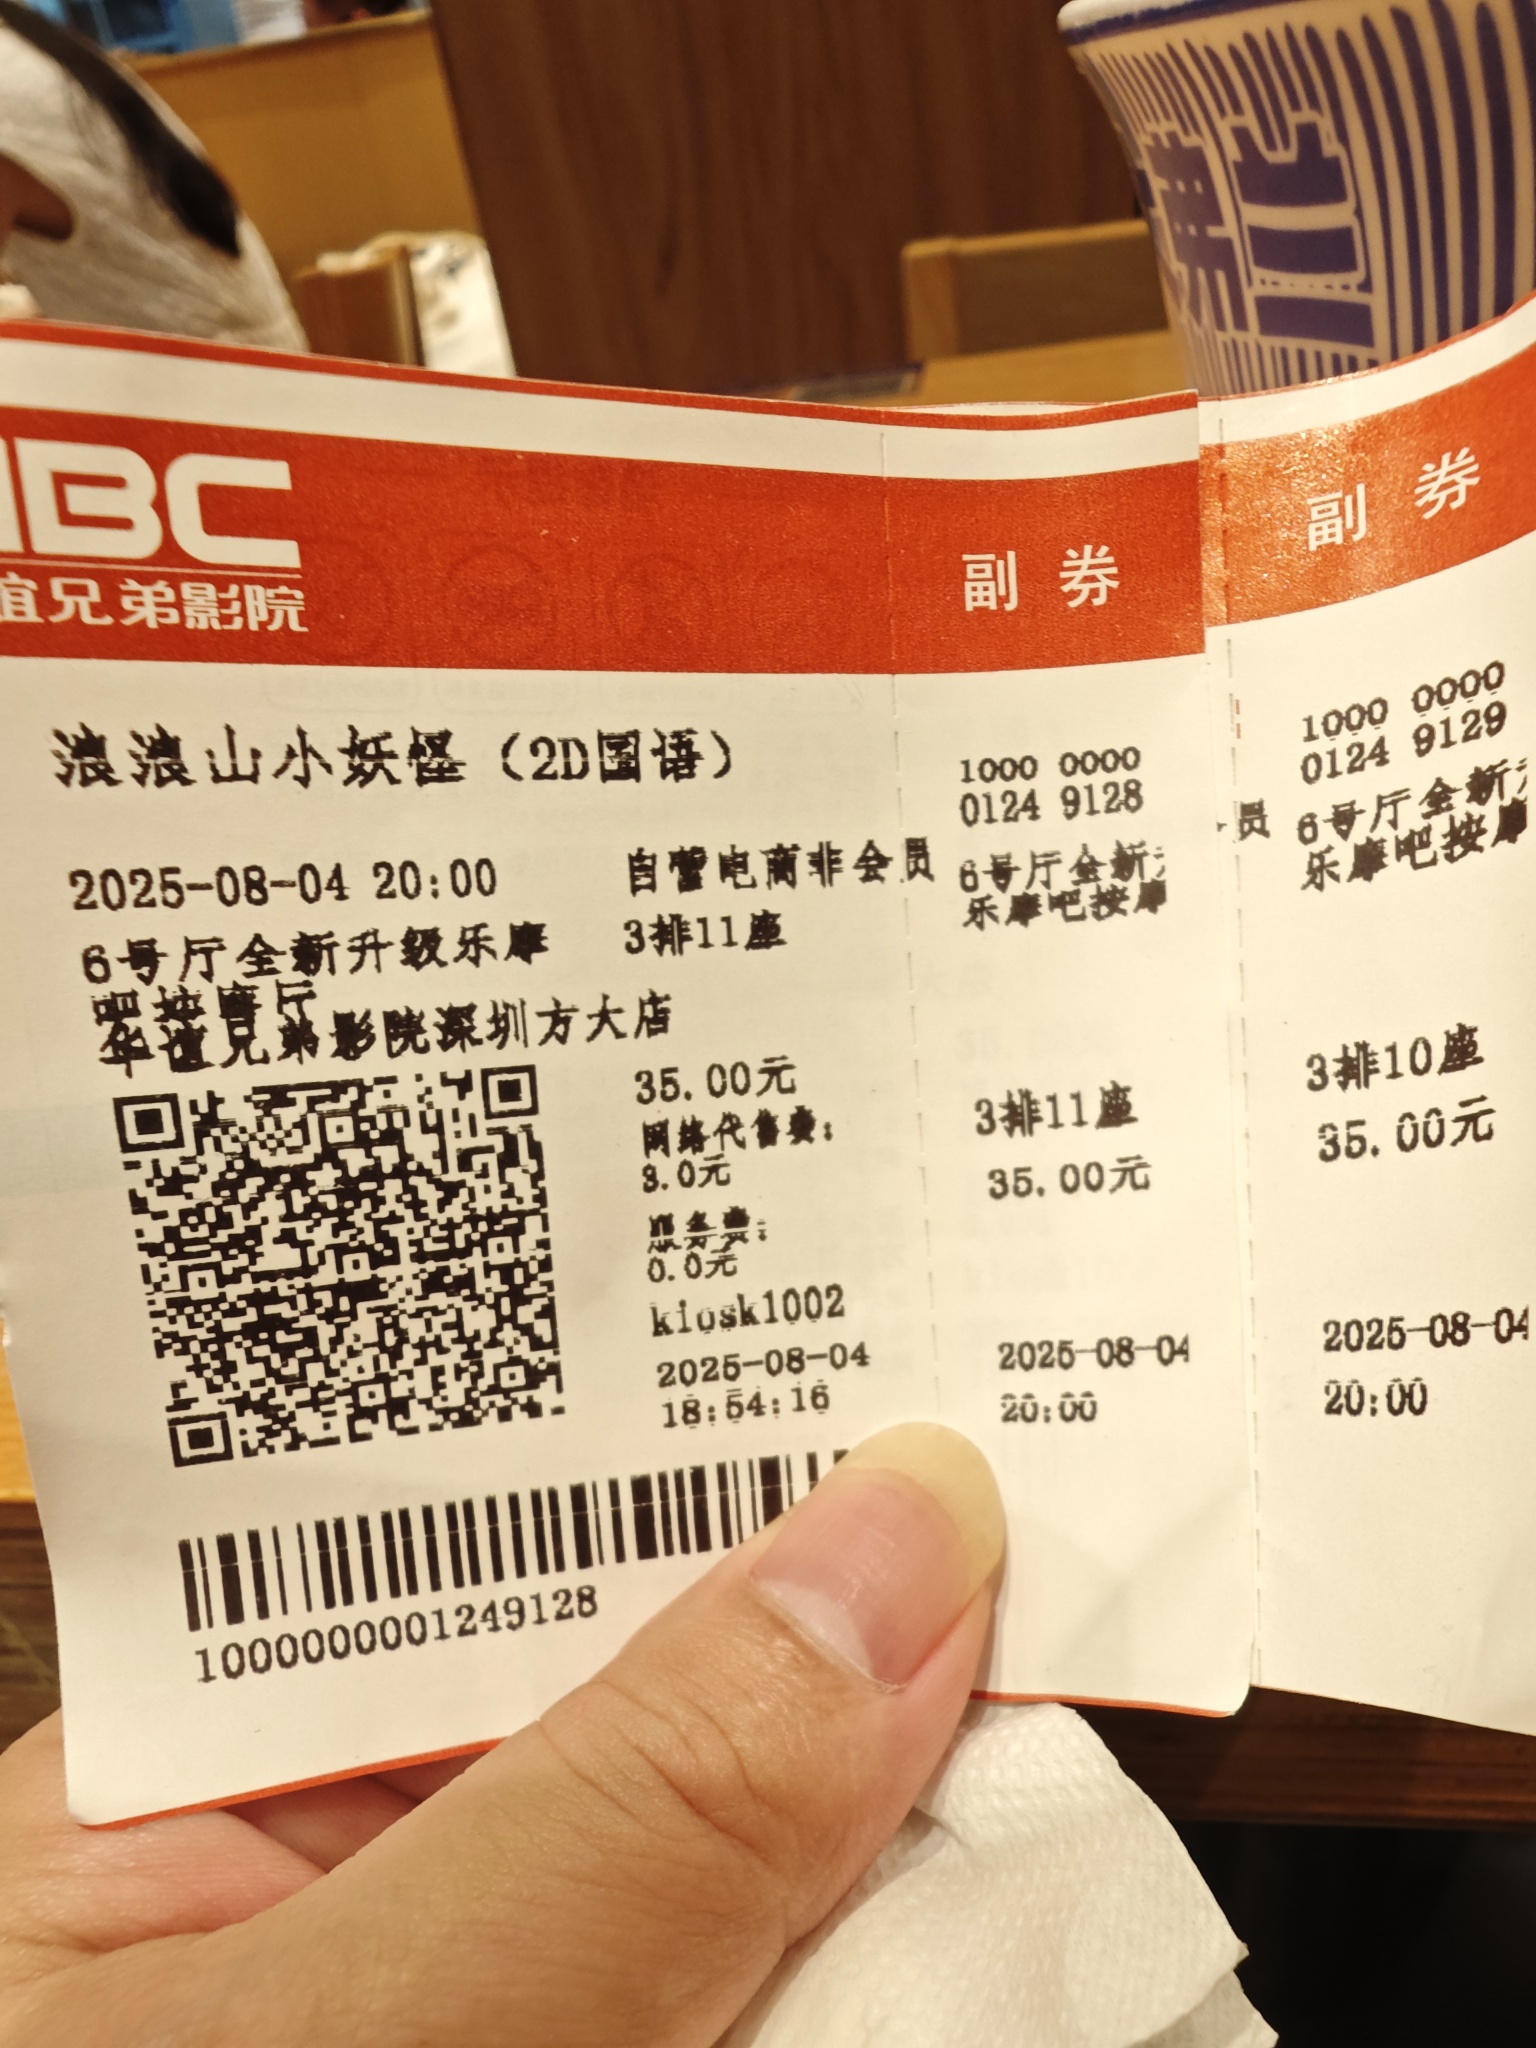 HBC
谊兄弟影院
浪浪山小妖怪（2D国语）
2025-08-04 20:00
自营电商非会员
6号厅全新升级乐摩
3排11座
吧按摩厅
华谊兄弟影院深圳方大店
35.00元
网络代售费:
3.0元
服务费:
0.0元
kiosk1002
2025-08-04
18:54:16
1000000001249128
副 券
1000 0000
0124 9128
6号厅全新
乐摩吧按摩
3排11座
35.00元
2025-08-04
20:00
副 券
员
1000 0000
0124 9129
6号厅全新
乐摩吧按摩
3排10座
35.00元
2025-08-04
20:00